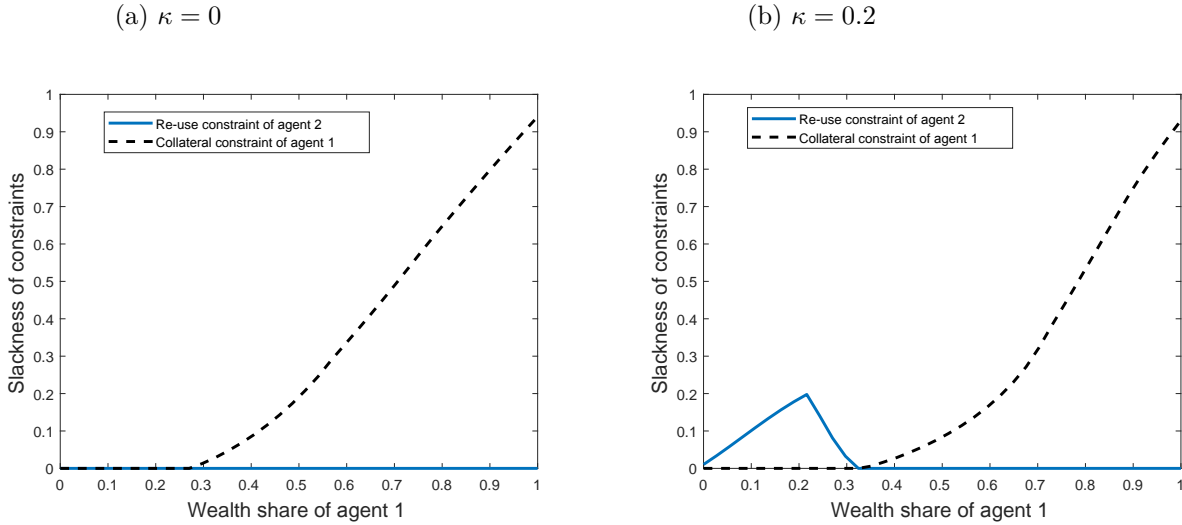 (a) κ = 0
(b) κ = 0.2
1
0.9
0.8
0.7
0.6
0.5
0.4
0.3
0.2
0.1
0
Slackness of constraints
Re-use constraint of agent 2
Collateral constraint of agent 1
0 0.1 0.2 0.3 0.4 0.5 0.6 0.7 0.8 0.9 1
Wealth share of agent 1
1
0.9
0.8
0.7
0.6
0.5
0.4
0.3
0.2
0.1
0
Slackness of constraints
Re-use constraint of agent 2
Collateral constraint of agent 1
0 0.1 0.2 0.3 0.4 0.5 0.6 0.7 0.8 0.9 1
Wealth share of agent 1